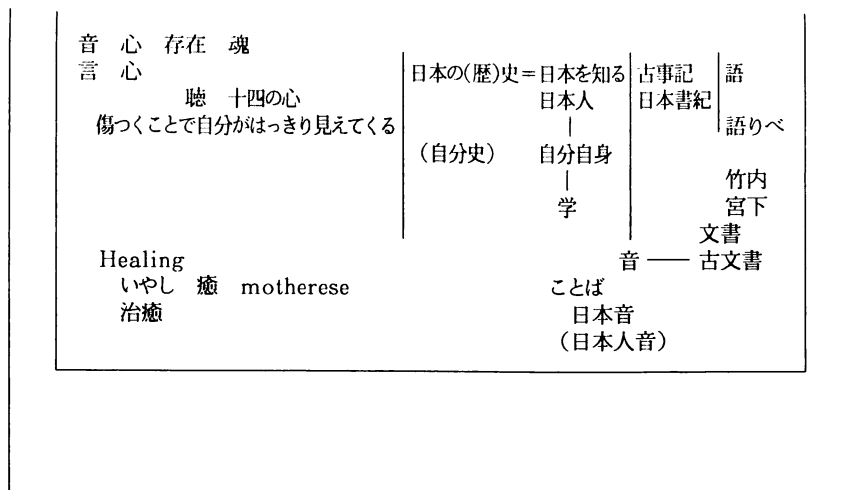 音 心 存在 魂
言 心
聴 十四の心
傷つくことで自分がはっきり見えてくる
日本の(歴)史=日本を知る
日本人
(自分史) 自分自身
学
古事記
日本書紀
語
語りべ
竹内
宮下
文書
音 ── 古文書
Healing
いやし 癒 motherese
治癒
ことば
日本音
(日本人音)